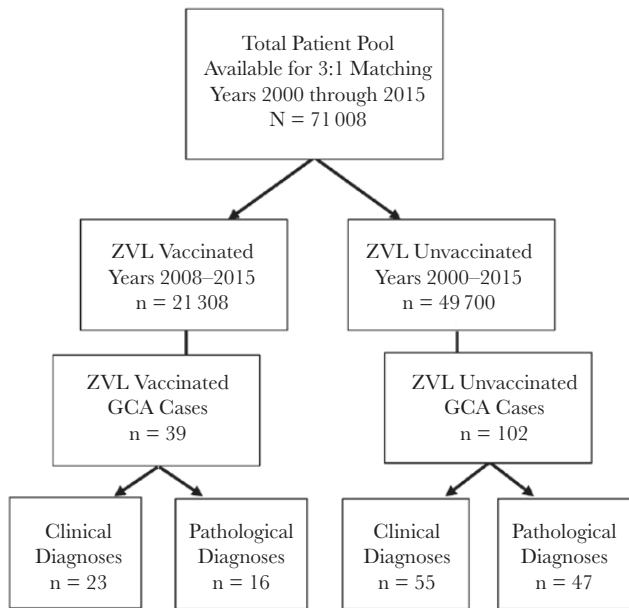 Total Patient Pool
Available for 3:1 Matching
Years 2000 through 2015
N = 71 008
ZVL Vaccinated
Years 2008–2015
n = 21 308
ZVL Unvaccinated
Years 2000–2015
n = 49 700
ZVL Vaccinated
GCA Cases
n = 39
ZVL Unvaccinated
GCA Cases
n = 102
Clinical
Diagnoses
n = 23
Pathological
Diagnoses
n = 16
Clinical
Diagnoses
n = 55
Pathological
Diagnoses
n = 47